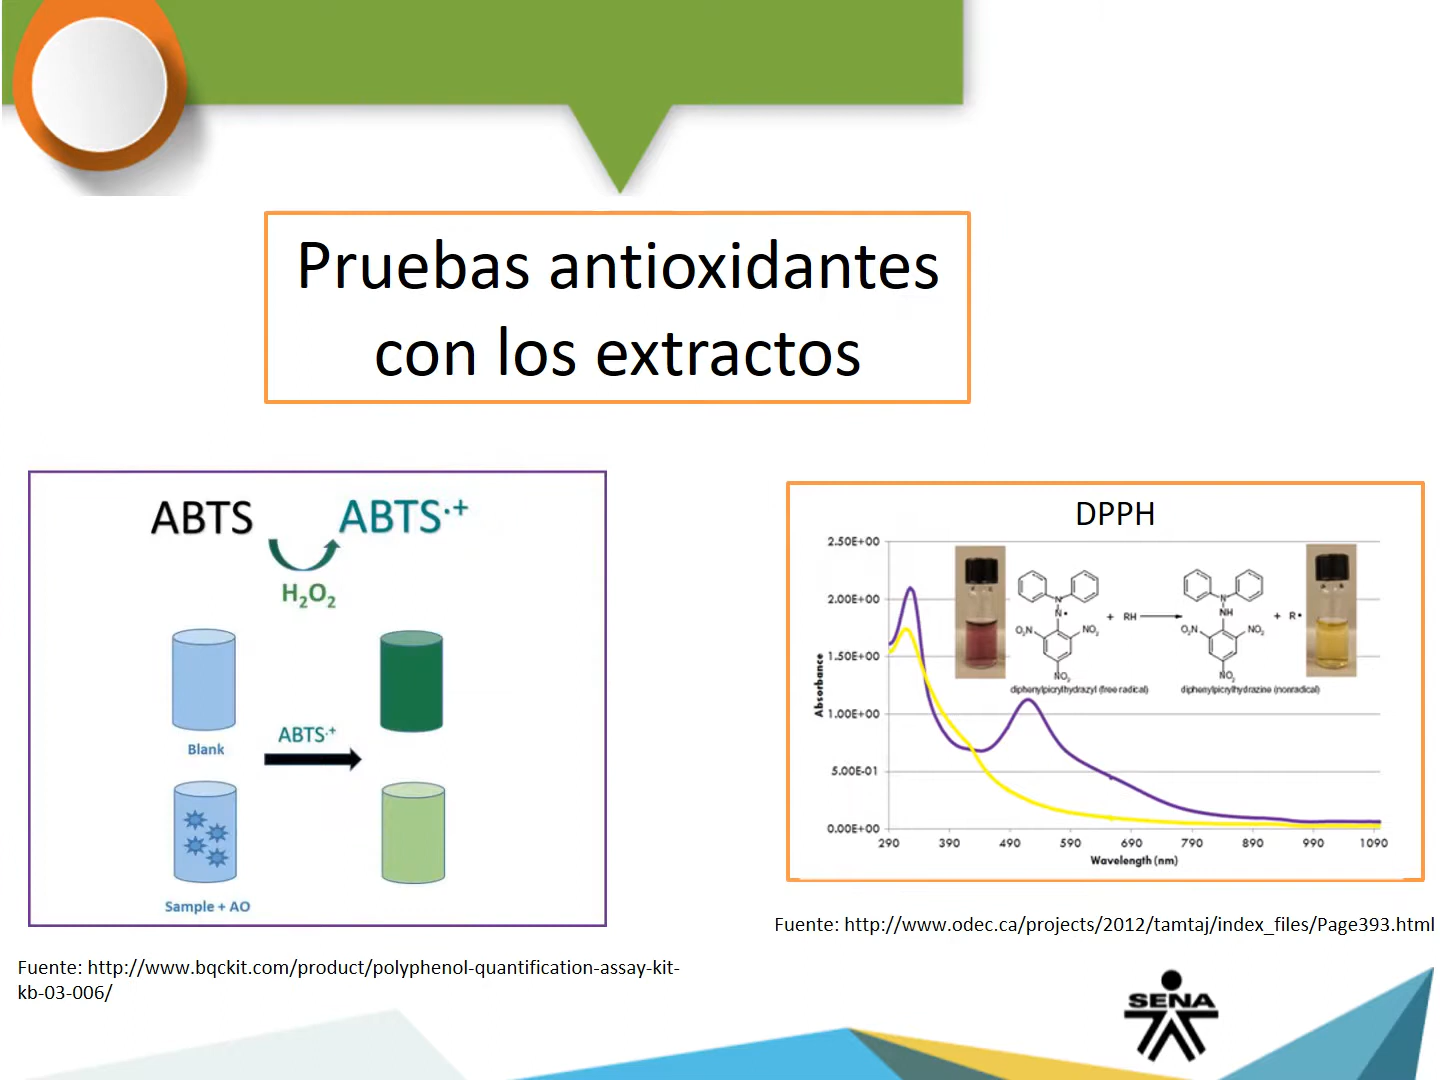 Pruebas antioxidantes
con los extractos
ABTS ABTS·+
H₂O₂
Blank
ABTS·+
Sample + AO
Fuente: http://www.bqckit.com/product/polyphenol-quantification-assay-kit-
kb-03-006/
DPPH
2.50E+00
2.00E+00
1.50E+00
1.00E+00
5.00E-01
0.00E+00
Absorbance
290 390 490 590 690 790 890 990 1090
Wavelength (nm)
N
N•
O₂N NO₂
NO₂
+ RH
N
NH
O₂N NO₂
NO₂
+ R•
diphenylpicrylhydrazyl (free radical) diphenylpicrylhydrazine (nonradical)
Fuente: http://www.odec.ca/projects/2012/tamtaj/index_files/Page393.html
SENA